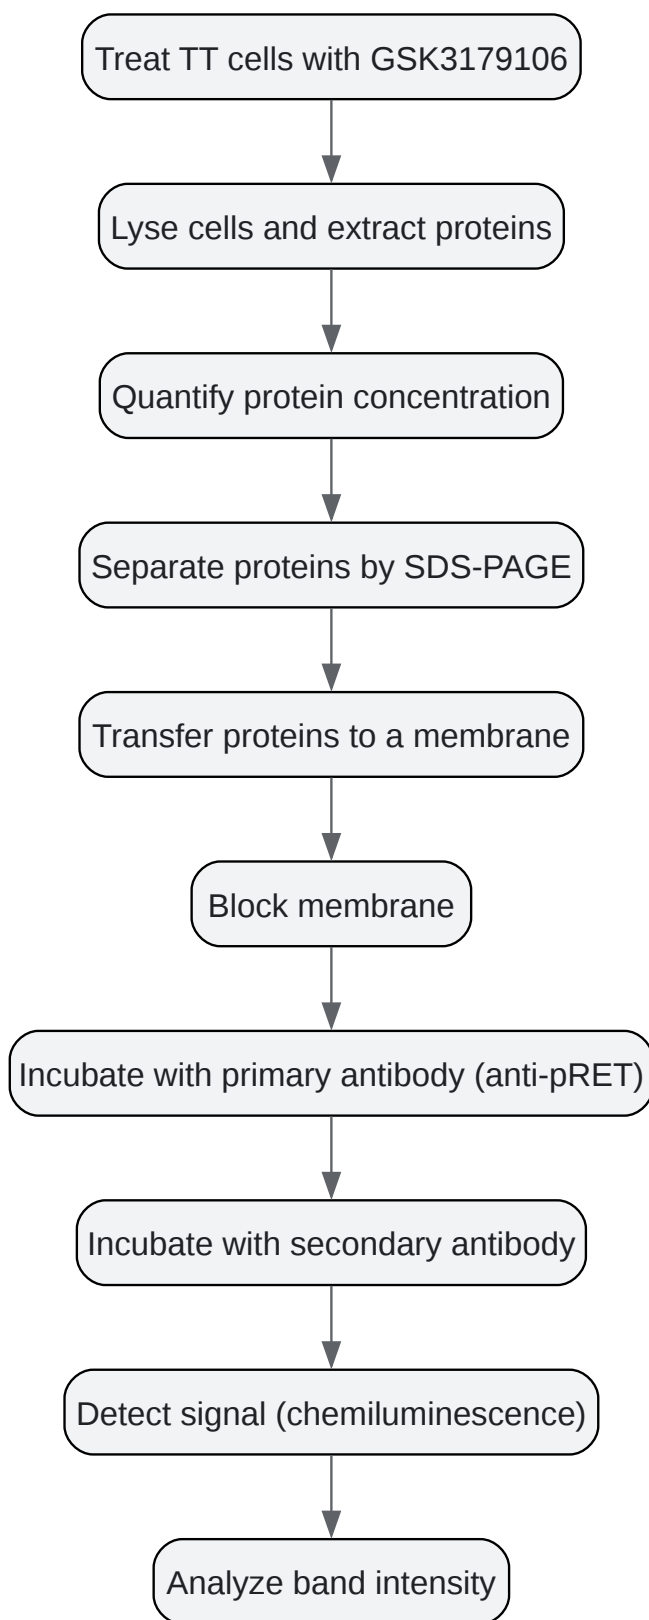 Treat TT cells with GSK3179106
Lyse cells and extract proteins
Quantify protein concentration
Separate proteins by SDS-PAGE
Transfer proteins to a membrane
Block membrane
Incubate with primary antibody (anti-pRET)
Incubate with secondary antibody
Detect signal (chemiluminescence)
Analyze band intensity